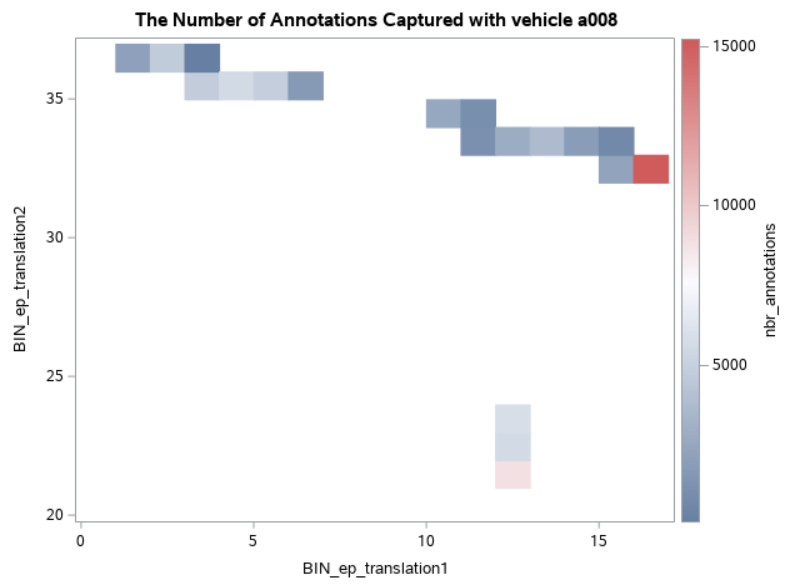 The Number of Annotations Captured with vehicle a008
35
30
25
20
BIN_ep_translation2
0
5
10
15
BIN_ep_translation1
15000
10000
5000
nbr_annotations